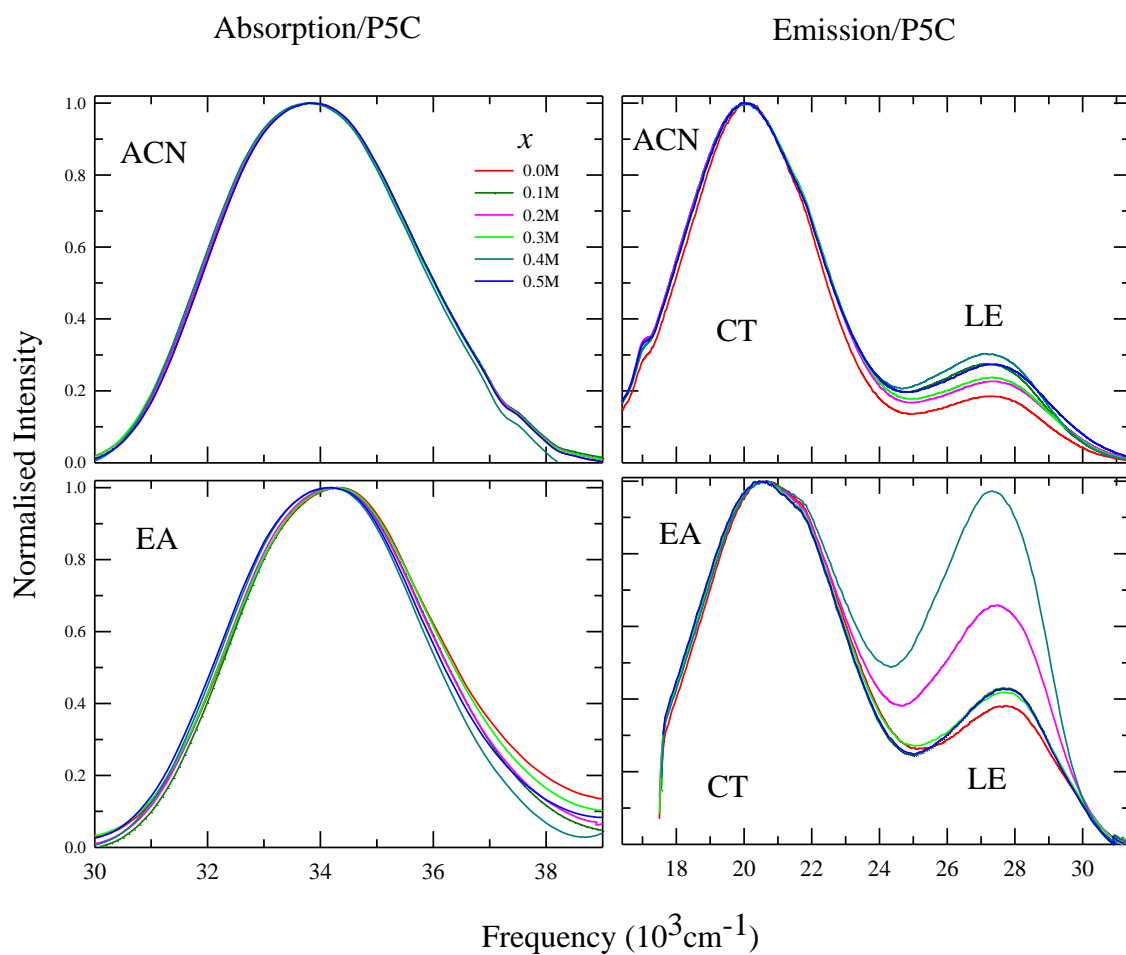 Absorption/P5C
Emission/P5C
Normalised Intensity
1.0
0.8
0.6
0.4
0.2
0.0
ACN
x
0.0M
0.1M
0.2M
0.3M
0.4M
0.5M
ACN
CT
LE
1.0
0.8
0.6
0.4
0.2
0.0
EA
30 32 34 36 38
EA
CT
LE
18 20 22 24 26 28 30
Frequency (10³cm⁻¹)